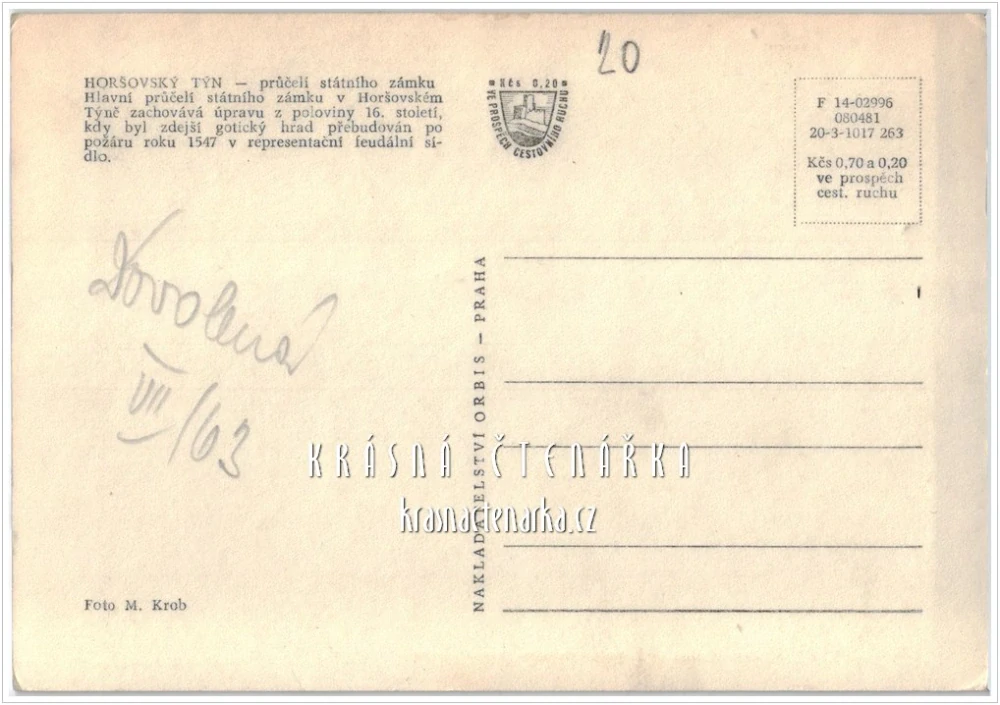 20
HORŠOVSKÝ TÝN — průčelí státního zámku
Hlavní průčelí státního zámku v Horšovském
Týně zachovává úpravu z poloviny 16. století,
kdy byl zdejší gotický hrad přebudován po
požáru roku 1547 v representační feudální sí-
dlo.
Kčs 0,20
VE PROSPĚCH CESTOVNÍHO RUCHU
F 14-02996
080481
20-3-1017 263
Kčs 0,70 a 0,20
ve prospěch
cest. ruchu
Dovolená
VII/63
NAKLADATELSTVÍ ORBIS — PRAHA
KRÁSNÁ ČTENÁŘKA
krasnactenarka.cz
Foto M. Krob